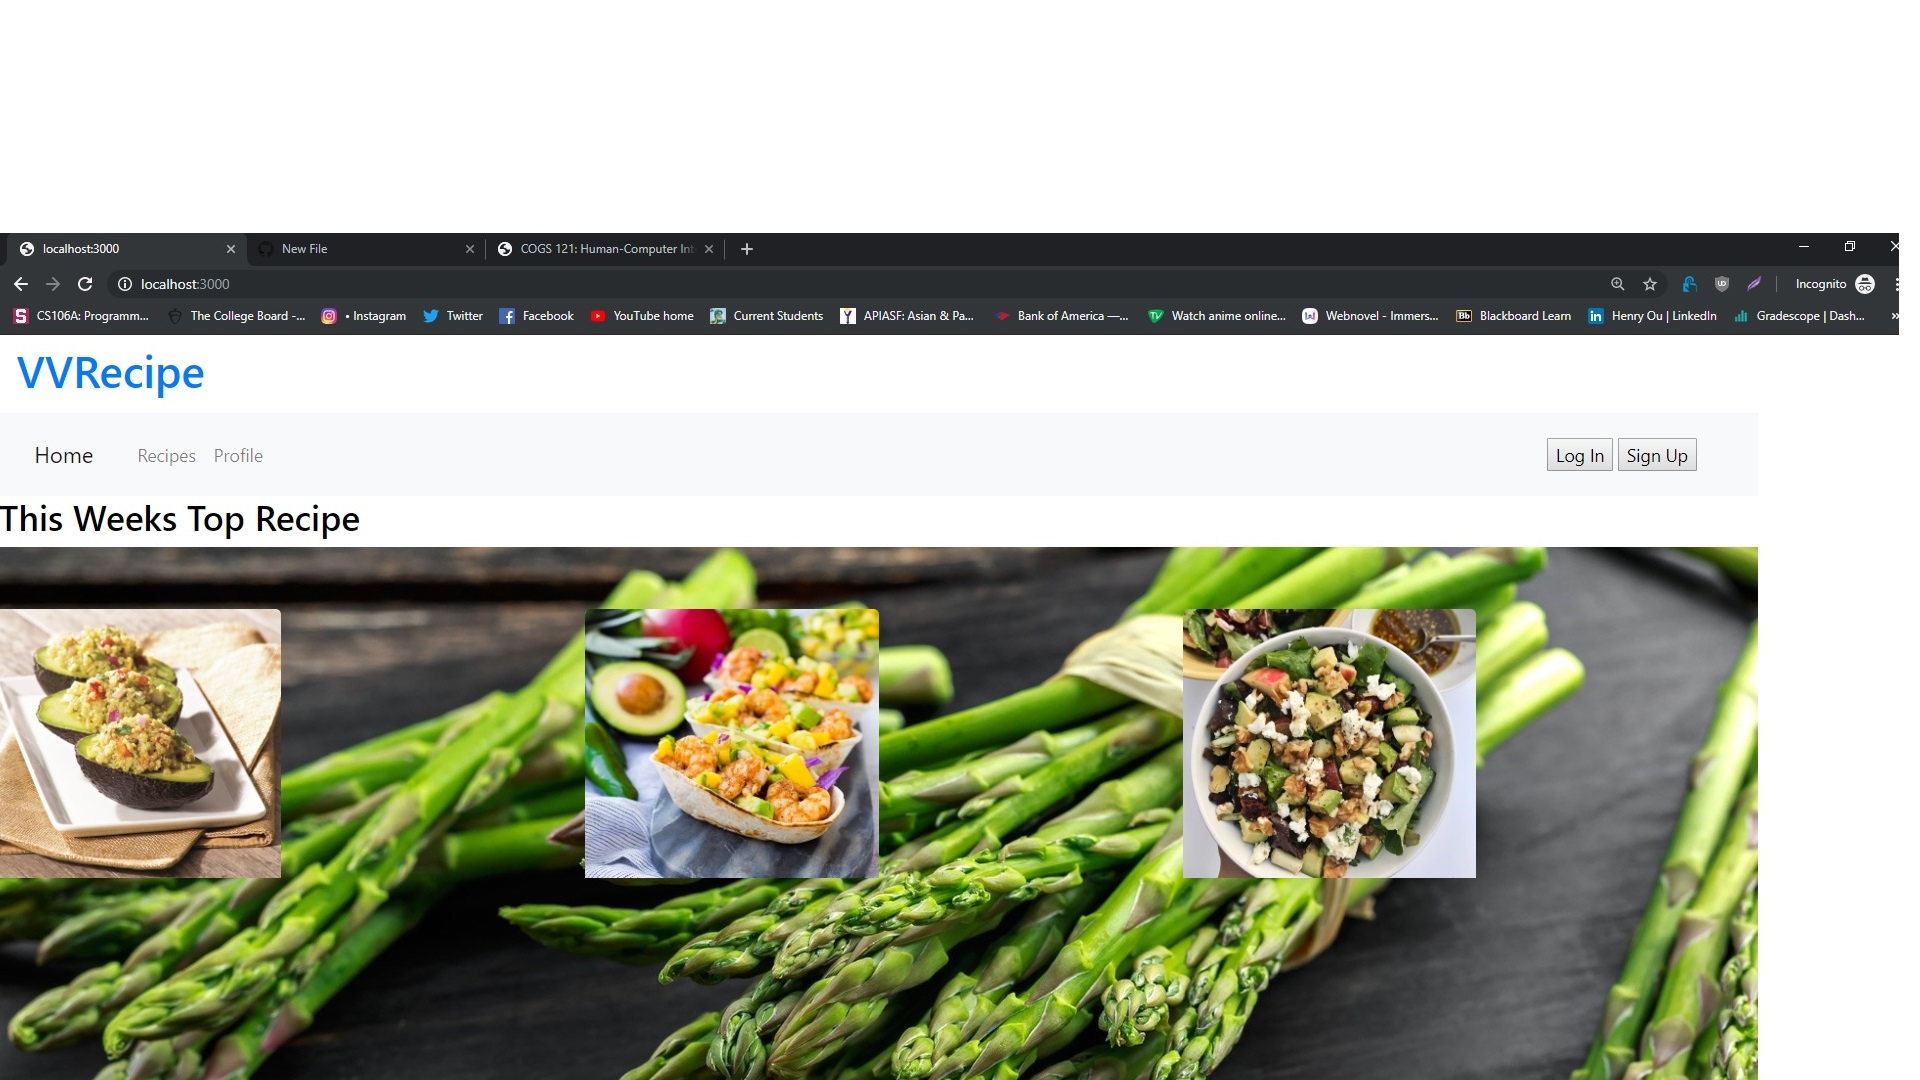 localhost:3000
New File
COGS 121: Human-Computer Int
localhost:3000
Incognito
CS106A: Programm...
The College Board -...
• Instagram
Twitter
Facebook
YouTube home
Current Students
APIASF: Asian & Pa...
Bank of America —...
Watch anime online...
Webnovel - Immers...
Bb Blackboard Learn
in Henry Ou | LinkedIn
Gradescope | Dash...
»
VVRecipe
Home Recipes Profile Log In Sign Up
This Weeks Top Recipe